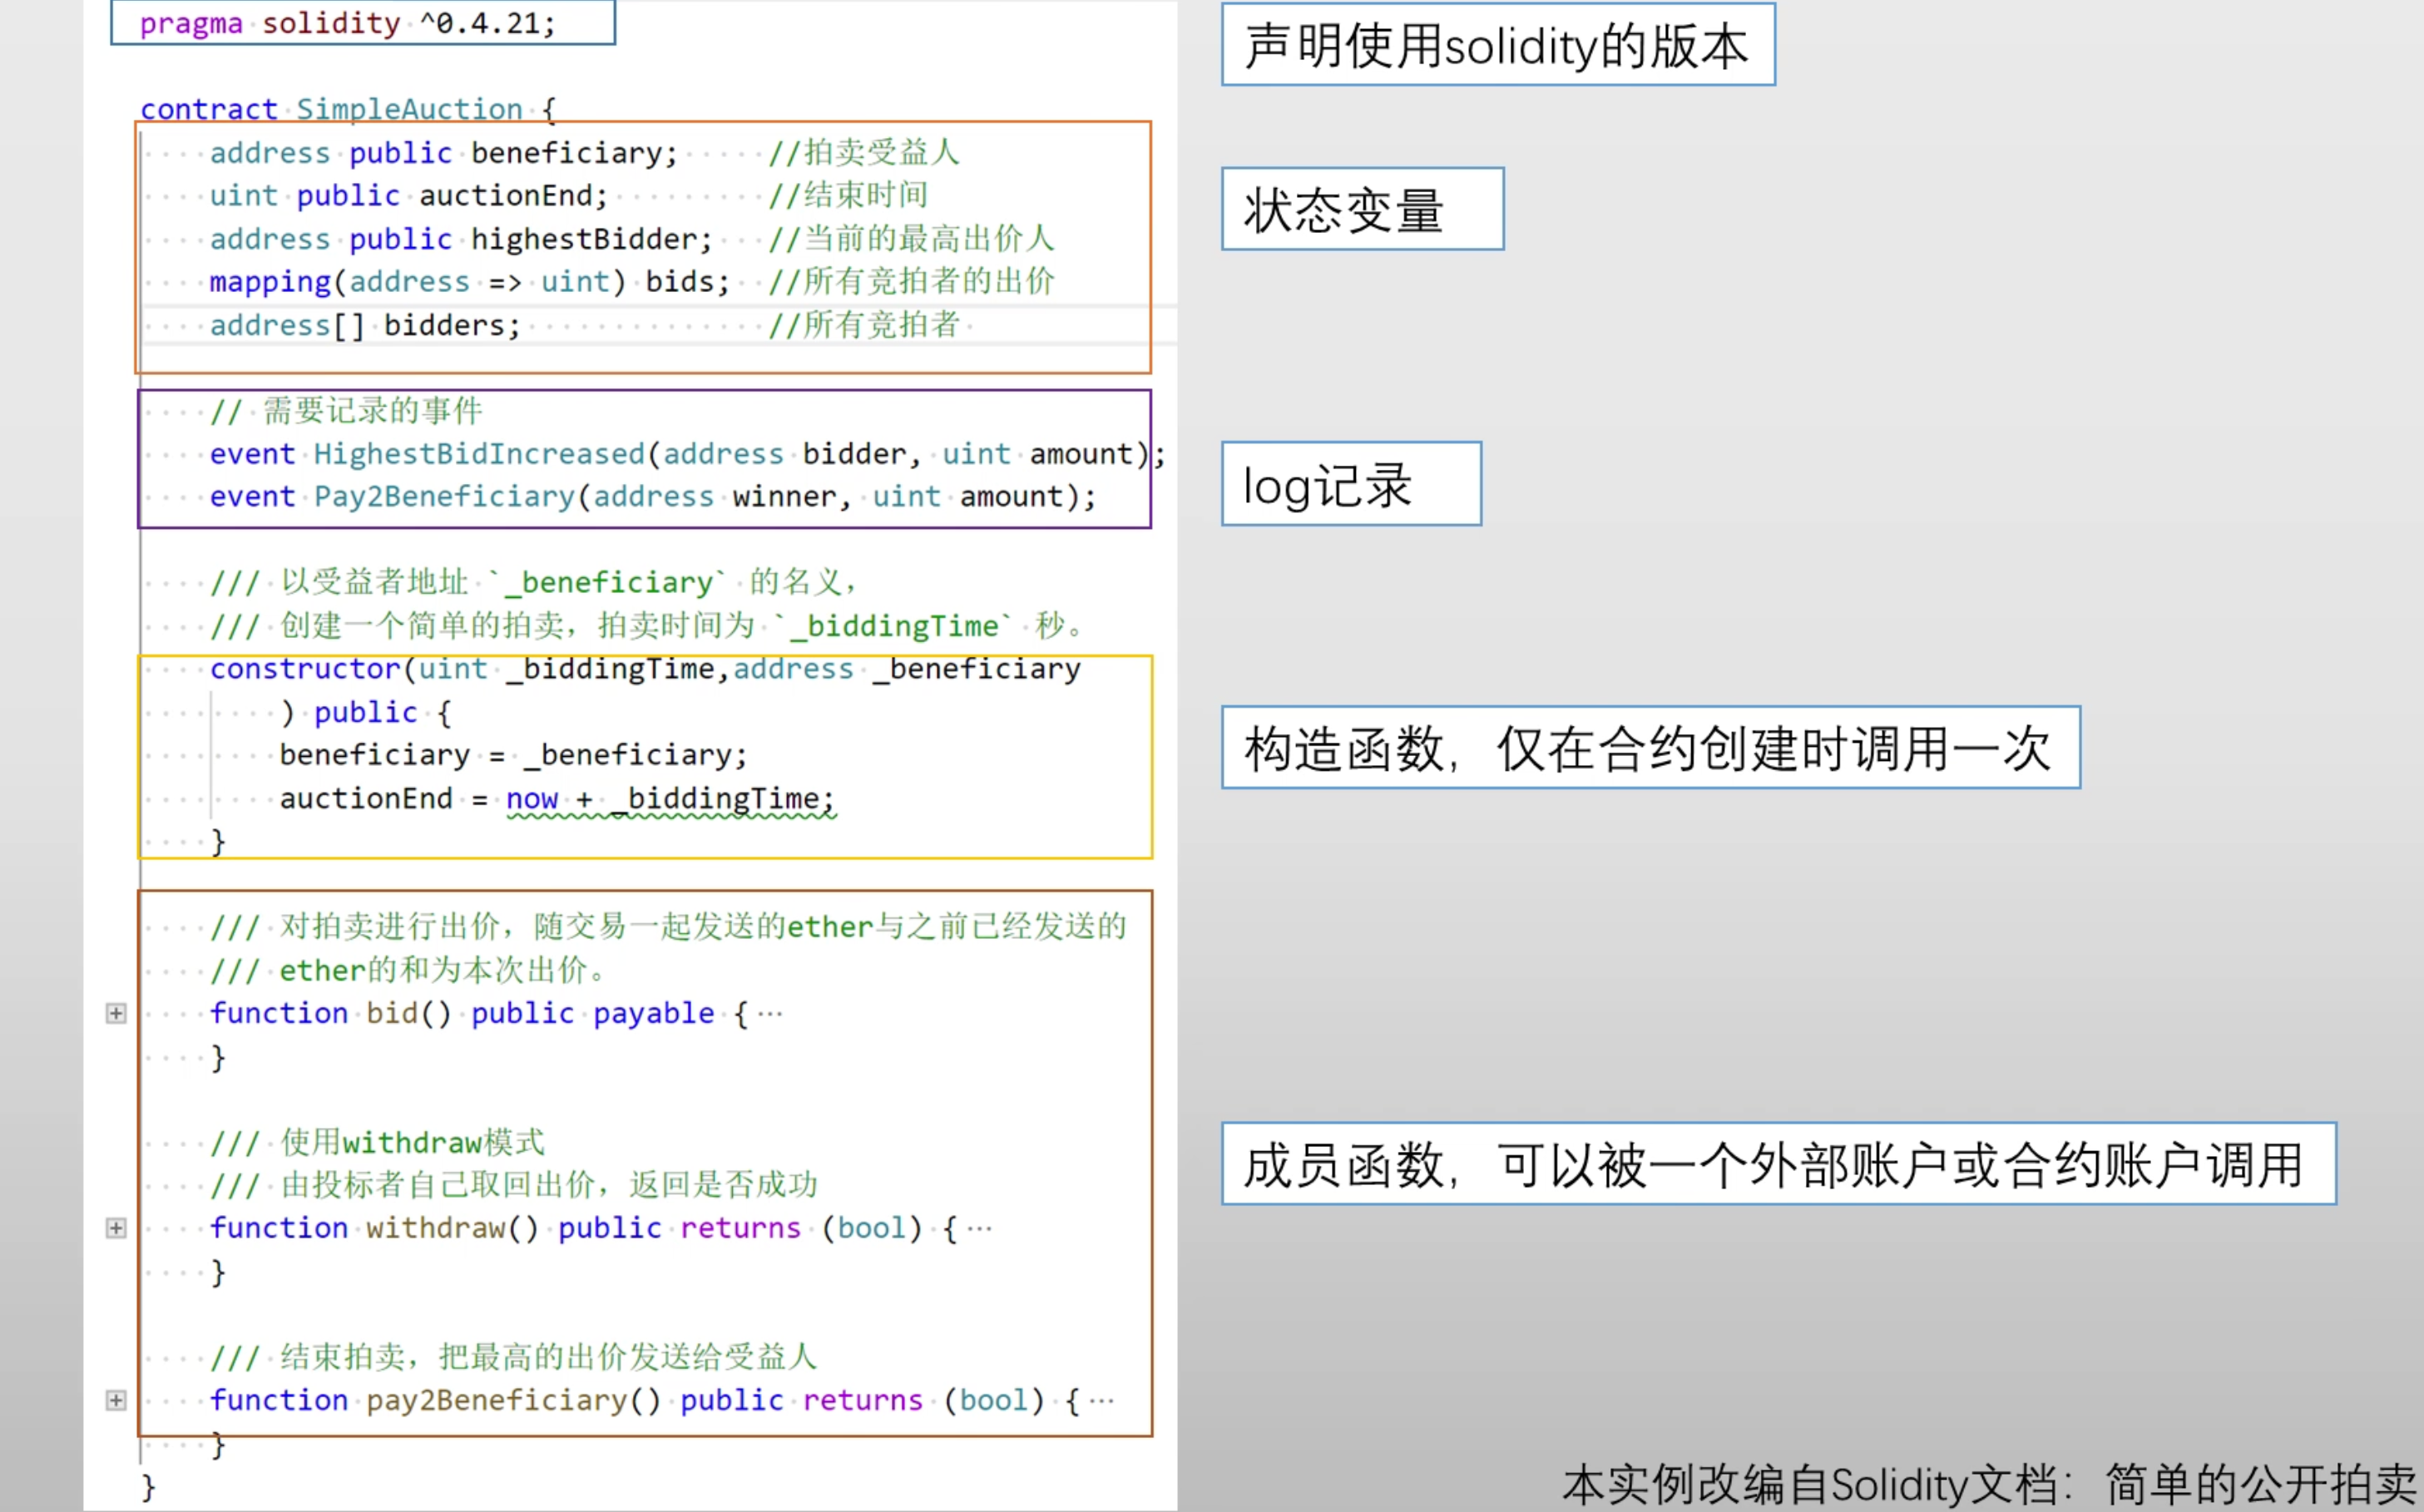 pragma solidity ^0.4.21;
声明使用solidity的版本
contract SimpleAuction {
address public beneficiary; //拍卖受益人
uint public auctionEnd; //结束时间
address public highestBidder; //当前的最高出价人
mapping(address => uint) bids; //所有竞拍者的出价
address[] bidders; //所有竞拍者
状态变量
// 需要记录的事件
event HighestBidIncreased(address bidder, uint amount);
event Pay2Beneficiary(address winner, uint amount);
log记录
/// 以受益者地址 `_beneficiary` 的名义，
/// 创建一个简单的拍卖，拍卖时间为 `_biddingTime` 秒。
constructor(uint _biddingTime,address _beneficiary
) public {
beneficiary = _beneficiary;
auctionEnd = now + _biddingTime;
}
构造函数，仅在合约创建时调用一次
/// 对拍卖进行出价，随交易一起发送的ether与之前已经发送的
/// ether的和为本次出价。
function bid() public payable {…
}
/// 使用withdraw模式
/// 由投标者自己取回出价，返回是否成功
function withdraw() public returns (bool) {…
}
/// 结束拍卖，把最高的出价发送给受益人
function pay2Beneficiary() public returns (bool) {…
}
}
成员函数，可以被一个外部账户或合约账户调用
本实例改编自Solidity文档：简单的公开拍卖